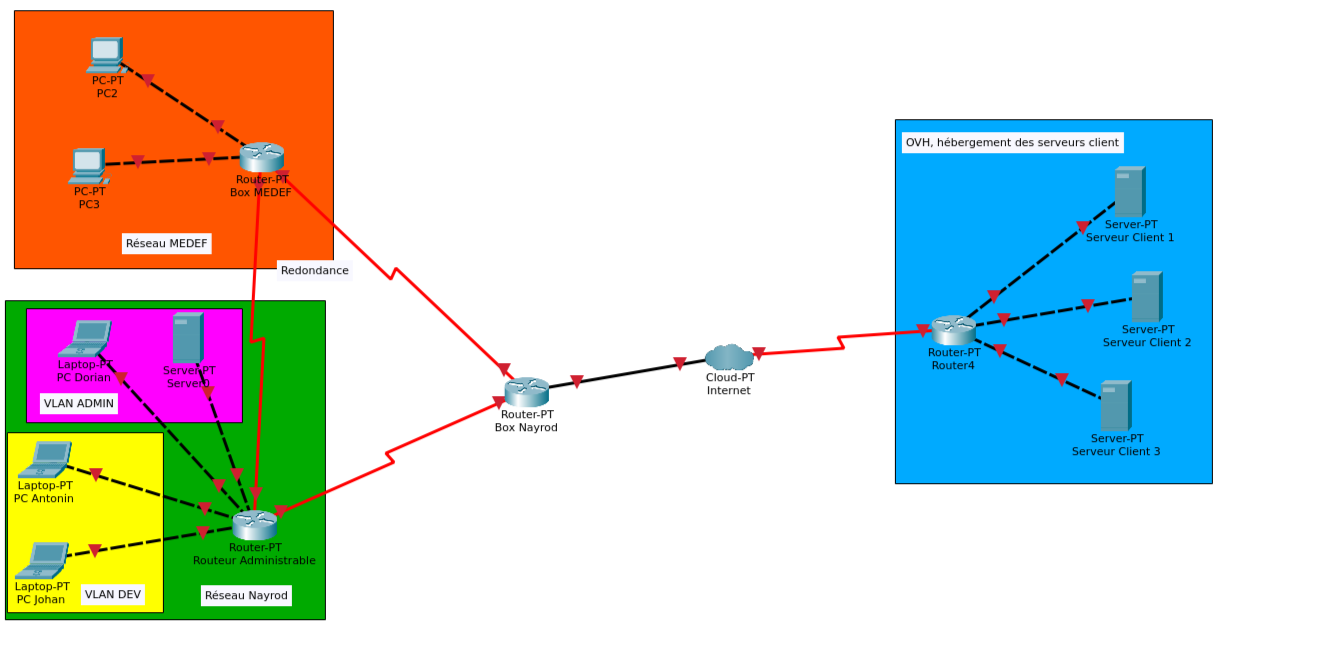 PC-PT
PC2
PC-PT
PC3
Router-PT
Box MEDEF
Réseau MEDEF
Redondance
Laptop-PT
PC Dorian
Server-PT
Server0
VLAN ADMIN
Laptop-PT
PC Antonin
Laptop-PT
PC Johan
VLAN DEV
Router-PT
Routeur Administrable
Réseau Nayrod
Router-PT
Box Nayrod
Cloud-PT
Internet
OVH, hébergement des serveurs client
Router-PT
Router4
Server-PT
Serveur Client 1
Server-PT
Serveur Client 2
Server-PT
Serveur Client 3